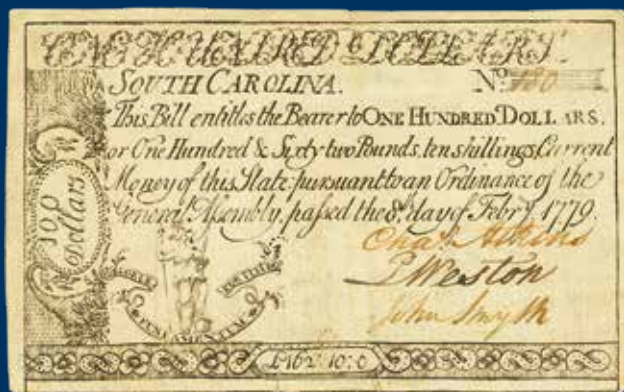 ONE HUNDRED DOLLARS.
SOUTH CAROLINA. No. 180
This Bill entitles the Bearer to ONE HUNDRED DOLLARS.
or One Hundred & Sixty two Pounds, ten shillings, Current
Money of this State, pursuant to an Ordinance of the
General Assembly, passed the 8th. day of Febry. 1779.
100
Dollars
Chas. Atkins
P Weston
John Smyth
£162:10:0